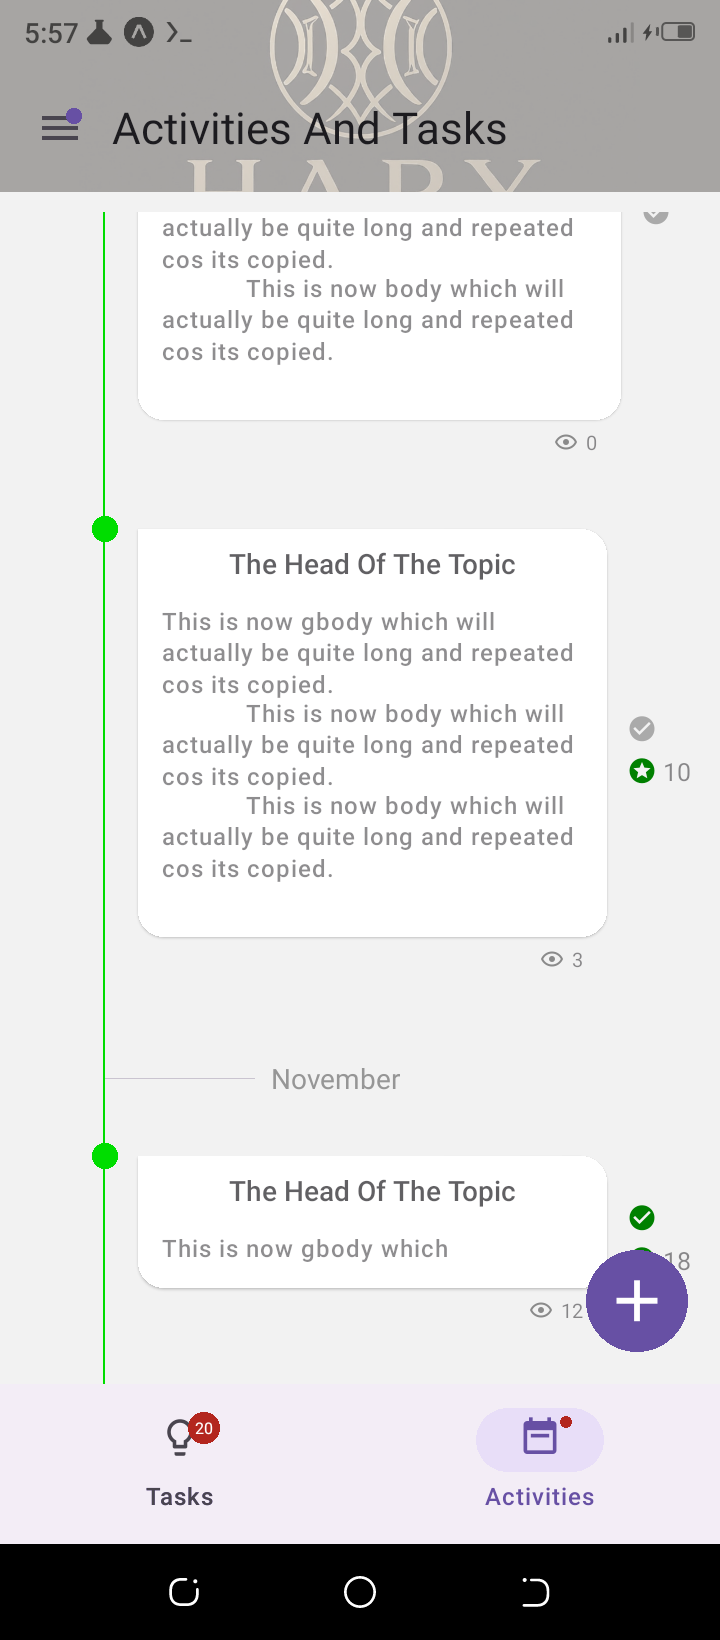 5:57
Activities And Tasks
HARY
actually be quite long and repeated
cos its copied.
This is now body which will
actually be quite long and repeated
cos its copied.
0
The Head Of The Topic
This is now gbody which will
actually be quite long and repeated
cos its copied.
This is now body which will
actually be quite long and repeated
cos its copied.
This is now body which will
actually be quite long and repeated
cos its copied.
10
3
November
The Head Of The Topic
This is now gbody which
18
12
20
Tasks
Activities